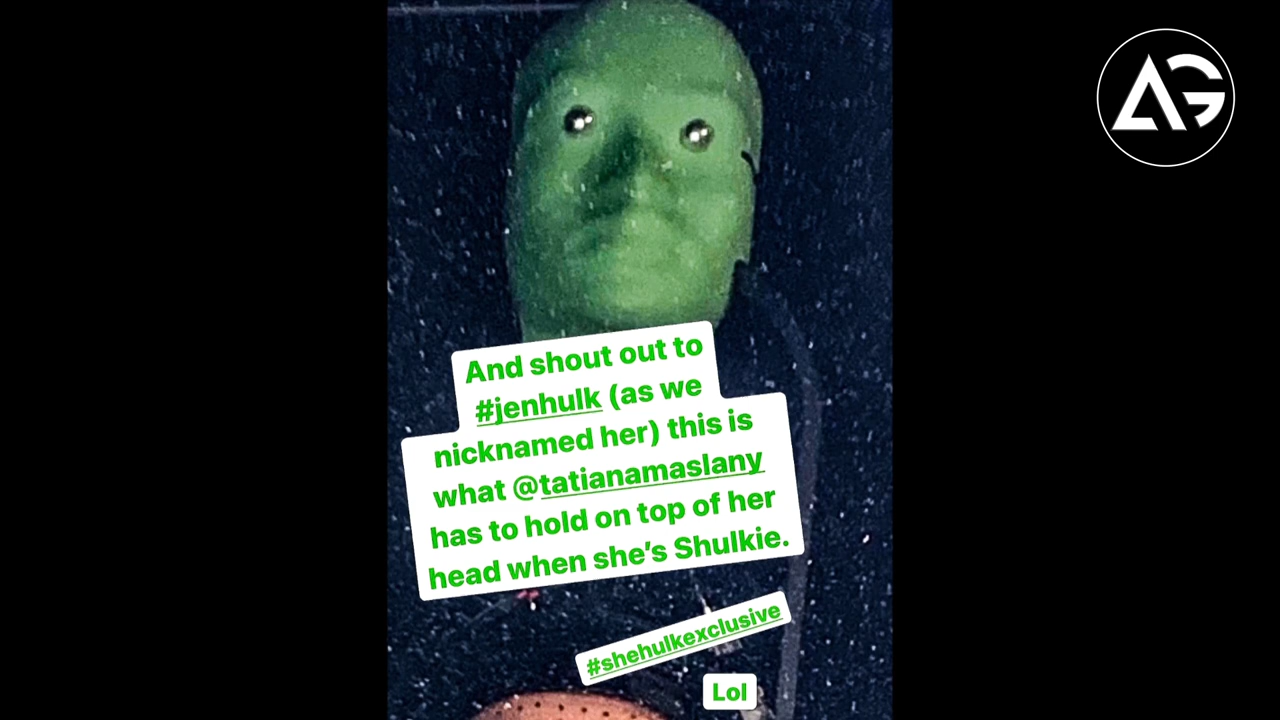 AG
And shout out to
#jenhulk (as we
nicknamed her) this is
what @tatianamaslany
has to hold on top of her
head when she's Shulkie.
#shehulkexclusive
Lol